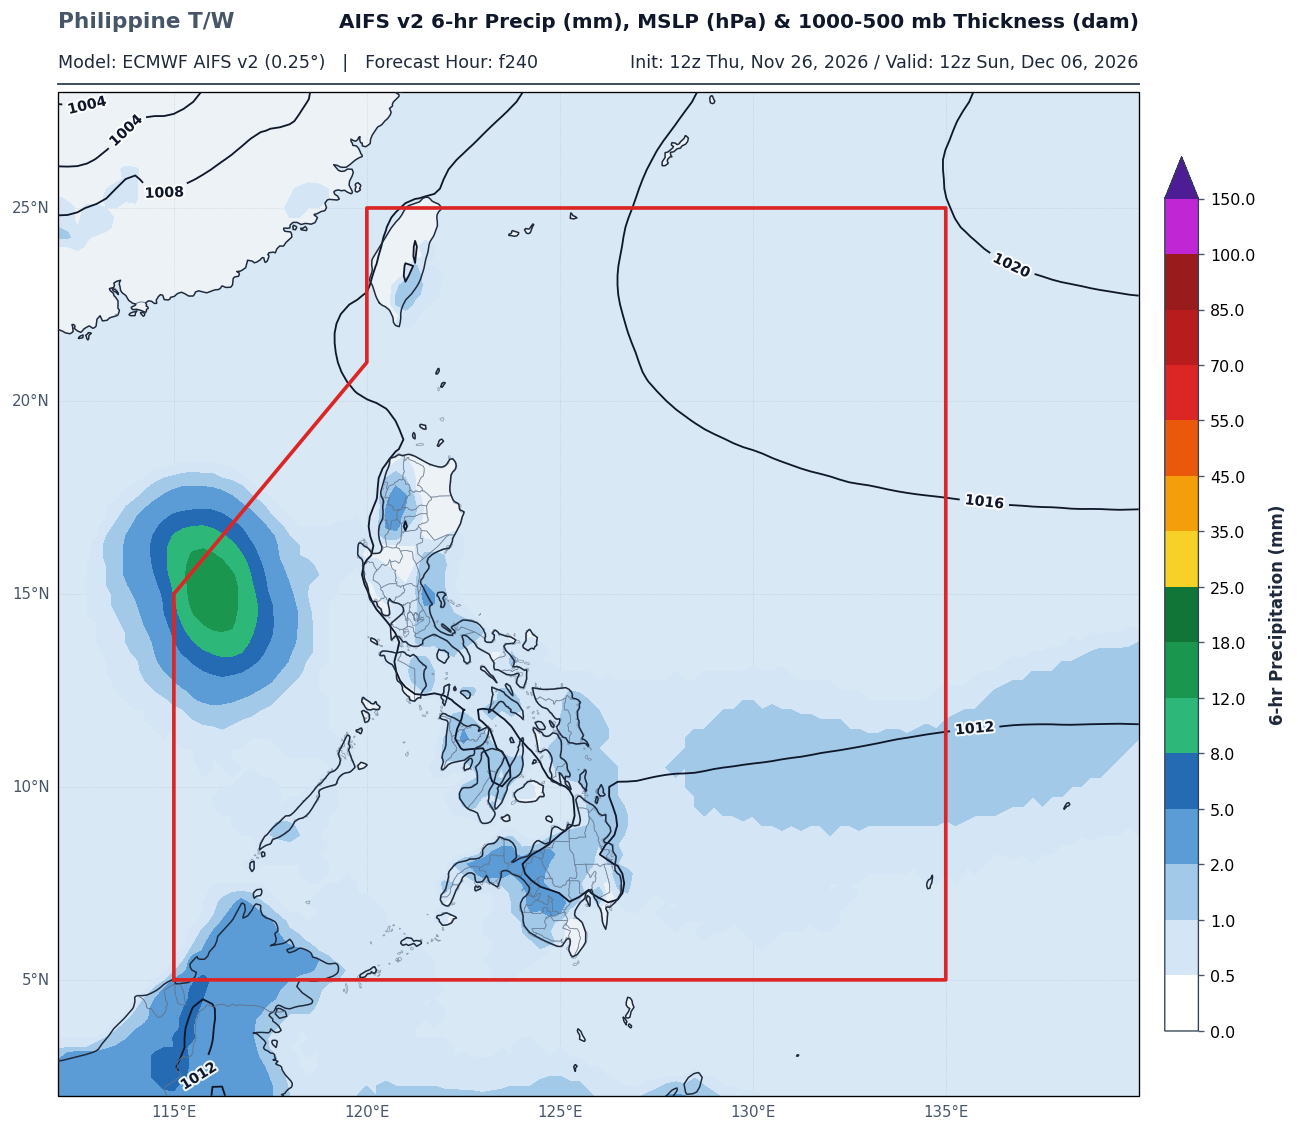 Philippine T/W
AIFS v2 6-hr Precip (mm), MSLP (hPa) & 1000-500 mb Thickness (dam)
Model: ECMWF AIFS v2 (0.25°) | Forecast Hour: f240
Init: 12z Thu, Nov 26, 2026 / Valid: 12z Sun, Dec 06, 2026
1004
1004
1008
1020
1016
1012
1012
25°N
20°N
15°N
10°N
5°N
115°E
120°E
125°E
130°E
135°E
150.0
100.0
85.0
70.0
55.0
45.0
35.0
25.0
18.0
12.0
8.0
5.0
2.0
1.0
0.5
0.0
6-hr Precipitation (mm)